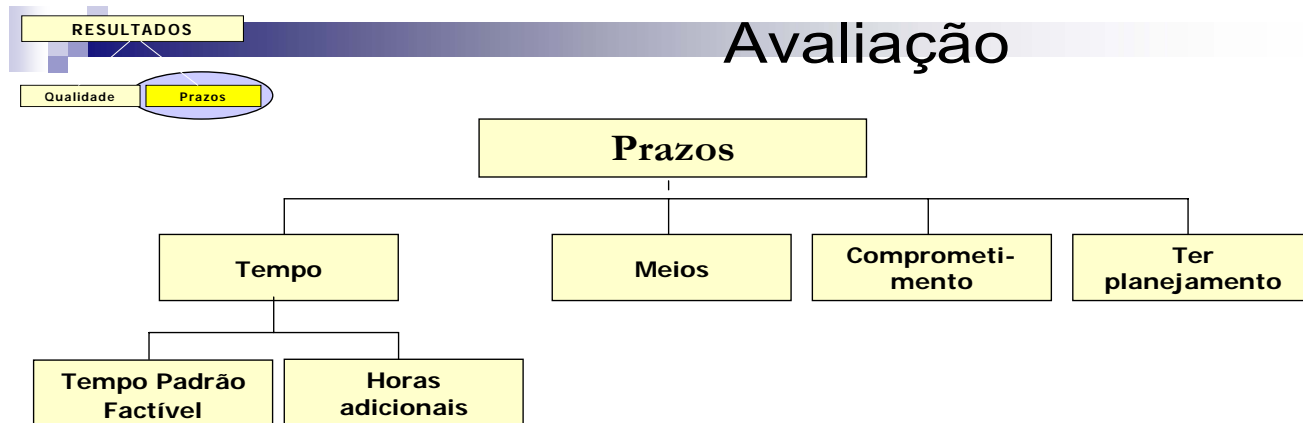 RESULTADOS
Avaliação
Qualidade
Prazos
Prazos
Tempo
Meios
Comprometi-
mento
Ter
planejamento
Tempo Padrão
Factível
Horas
adicionais